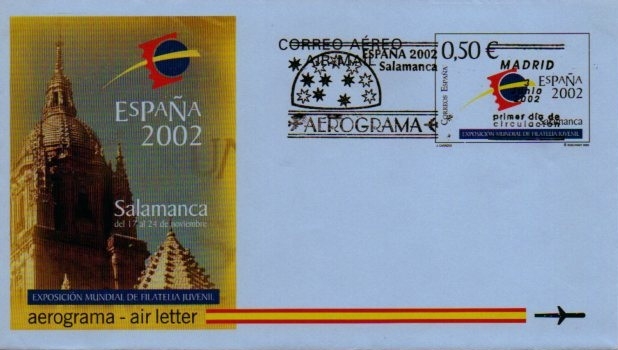 ESPAÑA
2002
Salamanca
del 17 al 24 de noviembre
EXPOSICIÓN MUNDIAL DE FILATELIA JUVENIL
aerograma - air letter
CORREO AÉREO
AIR MAIL
ESPAÑA 2002
Salamanca
AEROGRAMA
0,50 €
CORREOS ESPAÑA
MADRID
ESPAÑA
2002
2002
primer día de
circulación
Salamanca
EXPOSICIÓN MUNDIAL DE FILATELIA JUVENIL